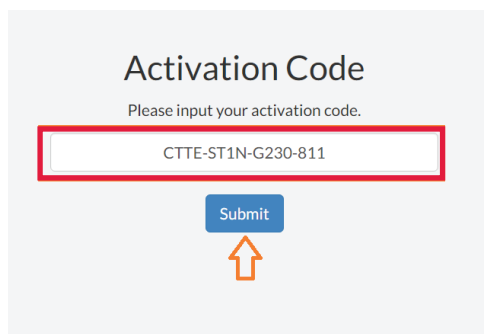 Activation Code
Please input your activation code.
CTTE-ST1N-G230-811
Submit